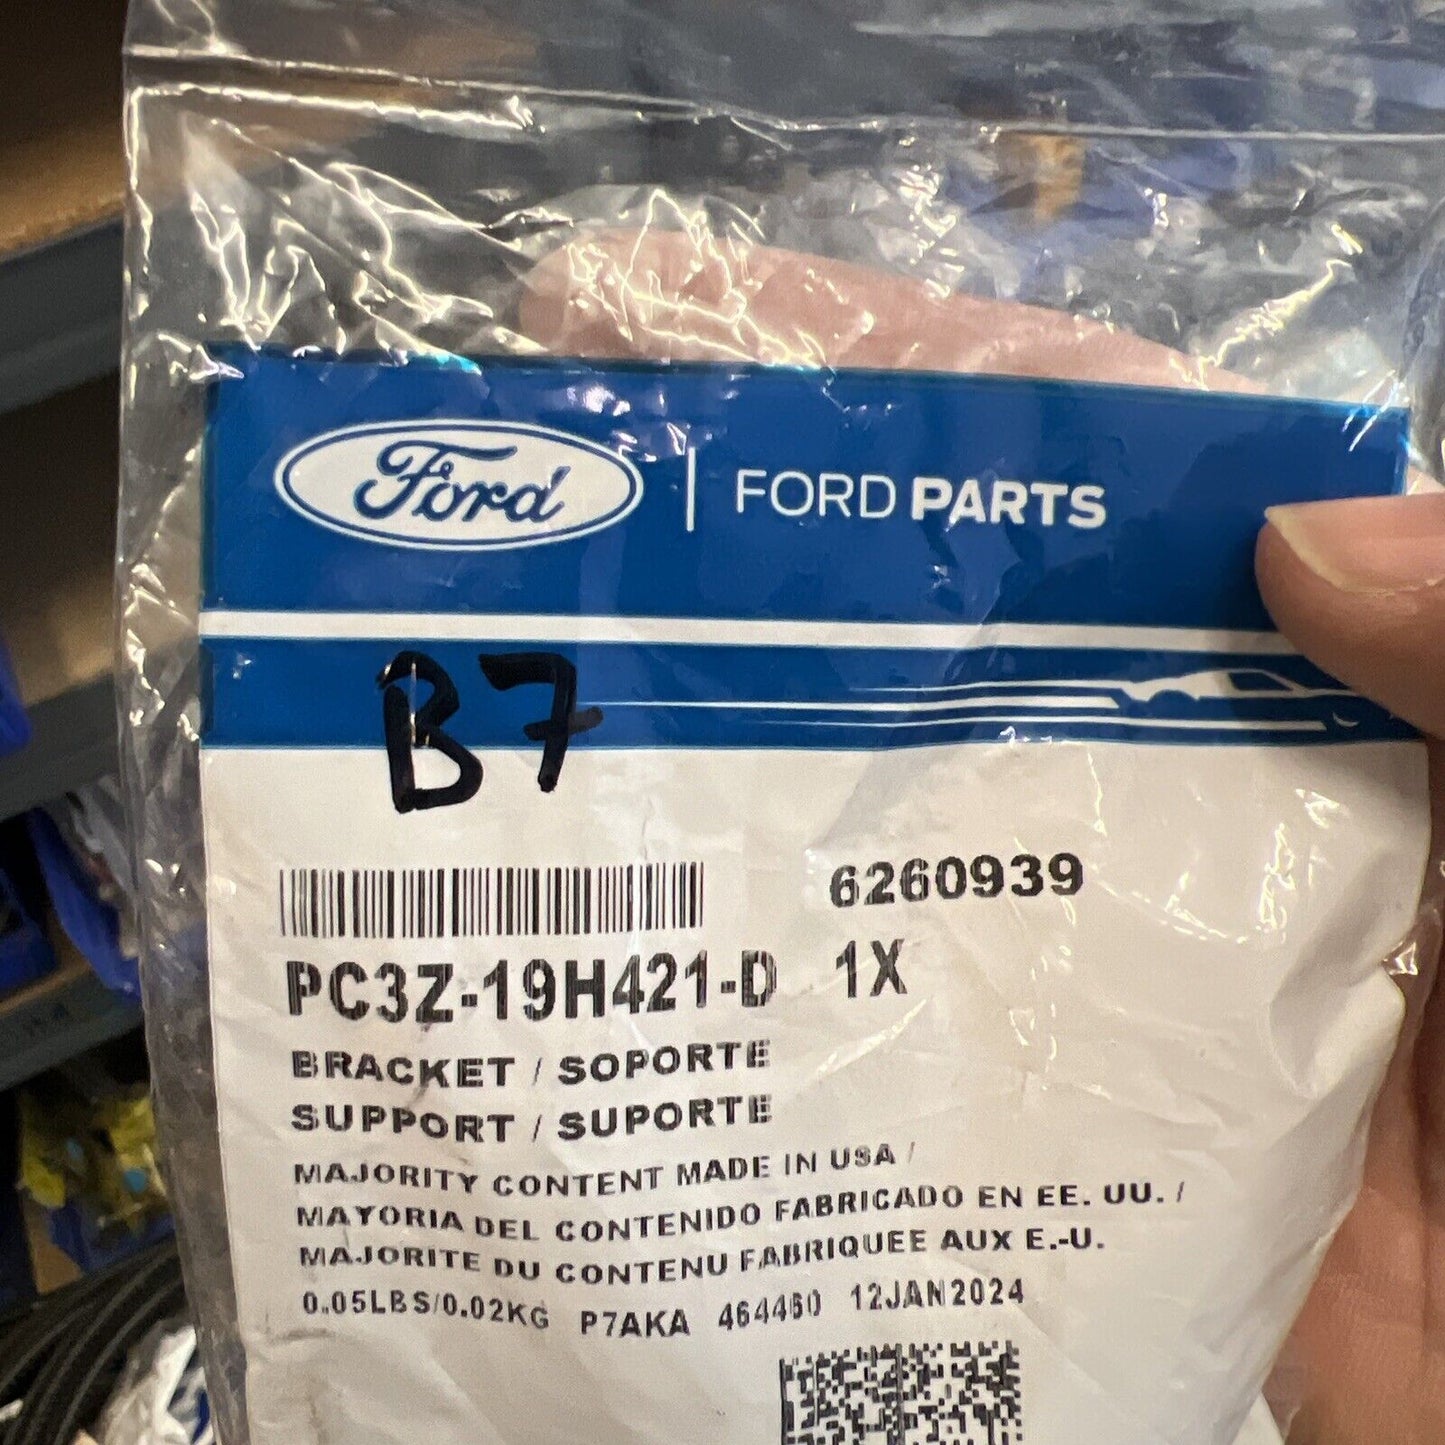 Ford | FORD PARTS
B7
6260939
PC3Z-19H421-D 1X
BRACKET / SOPORTE
SUPPORT / SUPORTE
MAJORITY CONTENT MADE IN USA /
MAYORIA DEL CONTENIDO FABRICADO EN EE. UU. /
MAJORITE DU CONTENU FABRIQUEE AUX E.-U.
0.05LBS/0.02KG P7AKA 464460 12JAN2024